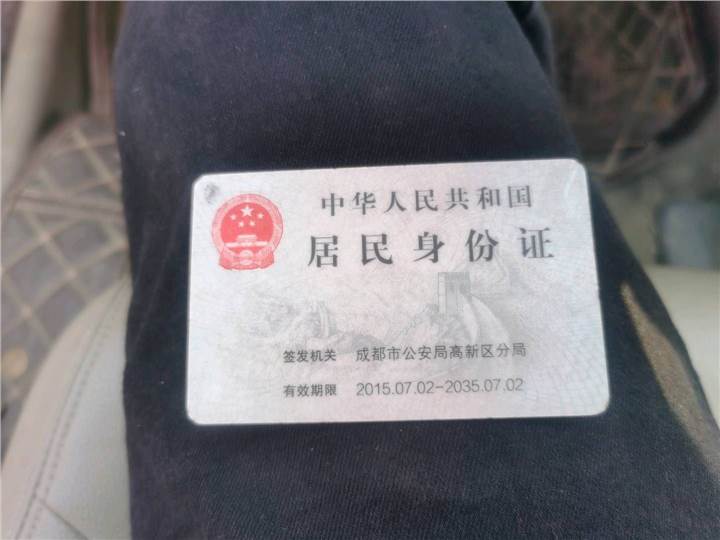 中华人民共和国
居民身份证
签发机关 成都市公安局高新区分局
有效期限 2015.07.02-2035.07.02